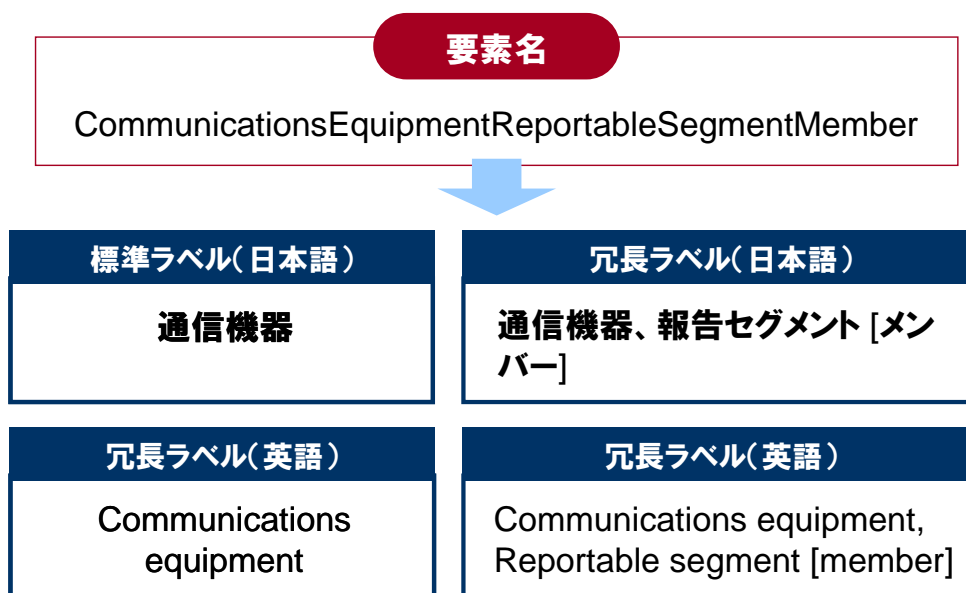 要素名
CommunicationsEquipmentReportableSegmentMember
標準ラベル(日本語)
通信機器
冗長ラベル(日本語)
通信機器、報告セグメント [メン
バー]
冗長ラベル(英語)
Communications
equipment
冗長ラベル(英語)
Communications equipment,
Reportable segment [member]